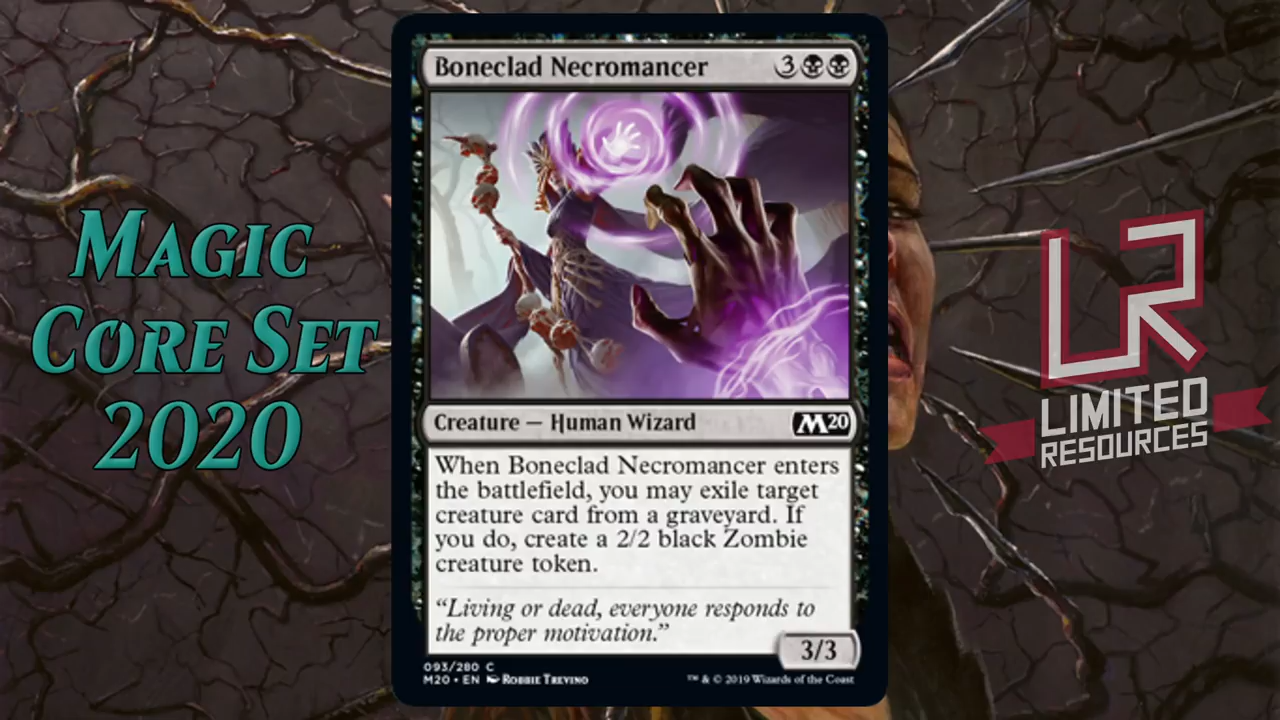 Magic
Core Set
2020
Boneclad Necromancer 3
Creature — Human Wizard M20
When Boneclad Necromancer enters
the battlefield, you may exile target
creature card from a graveyard. If
you do, create a 2/2 black Zombie
creature token.
“Living or dead, everyone responds to
the proper motivation.”
3/3
093/280 C
M20 • EN Robbie Trevino
™ & © 2019 Wizards of the Coast
LR
LIMITED
RESOURCES